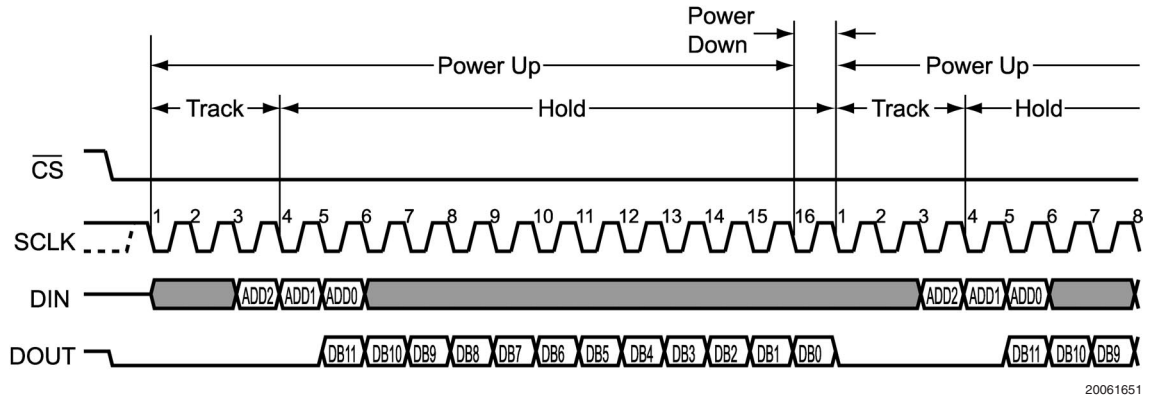 Power
Down
Power Up Power Up
Track Hold Track Hold
CS
SCLK 1 2 3 4 5 6 7 8 9 10 11 12 13 14 15 16 1 2 3 4 5 6 7 8
DIN ADD2 ADD1 ADD0 ADD2 ADD1 ADD0
DOUT DB11 DB10 DB9 DB8 DB7 DB6 DB5 DB4 DB3 DB2 DB1 DB0 DB11 DB10 DB9
20061651